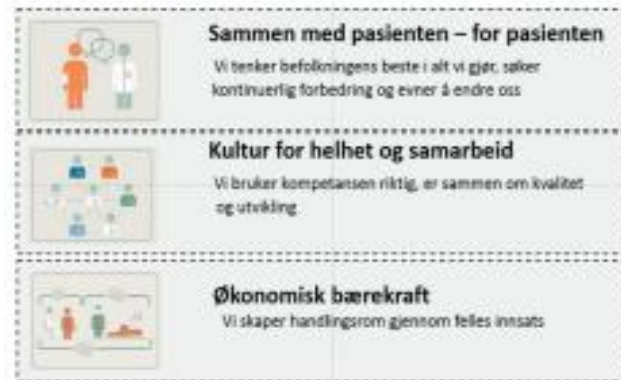 Sammen med pasienten – for pasienten
Vi tenker befolkningens beste i alt vi gjør, søker
kontinuerlig forbedring og evner å endre oss
Kultur for helhet og samarbeid
Vi bruker kompetansen riktig, er sammen om kvalitet
og utvikling
Økonomisk bærekraft
Vi skaper handlingsrom gjennom felles innsats